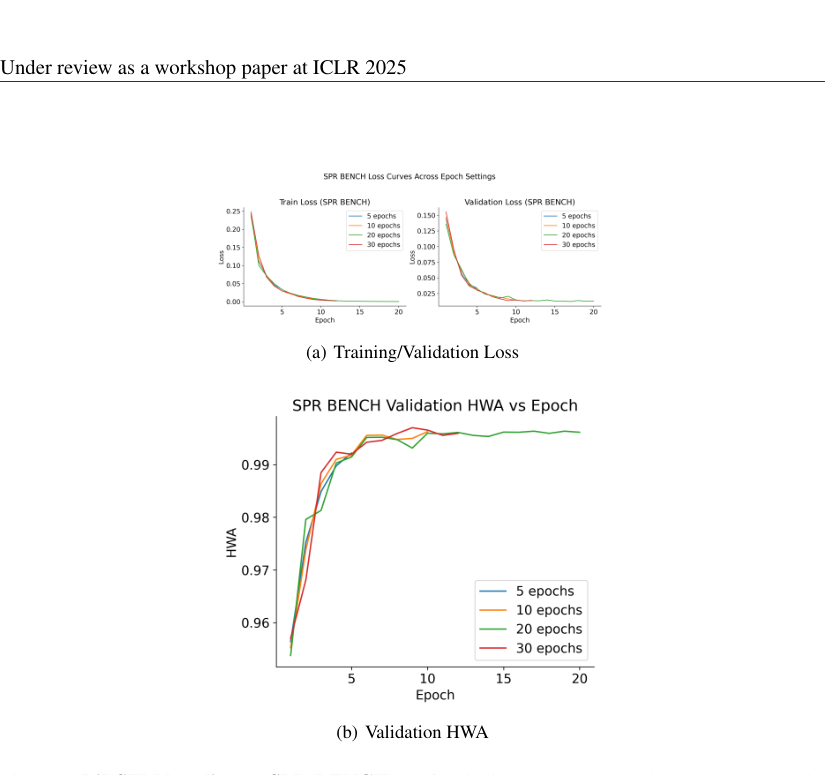 Under review as a workshop paper at ICLR 2025
SPR BENCH Loss Curves Across Epoch Settings
Train Loss (SPR BENCH)
0.25
0.20
0.15
0.10
0.05
0.00
Loss
5 epochs
10 epochs
20 epochs
30 epochs
5 10 15 20
Epoch
Validation Loss (SPR BENCH)
0.150
0.125
0.100
0.075
0.050
0.025
Loss
5 epochs
10 epochs
20 epochs
30 epochs
5 10 15 20
Epoch
(a) Training/Validation Loss
SPR BENCH Validation HWA vs Epoch
0.99
0.98
0.97
0.96
HWA
5 epochs
10 epochs
20 epochs
30 epochs
5 10 15 20
Epoch
(b) Validation HWA